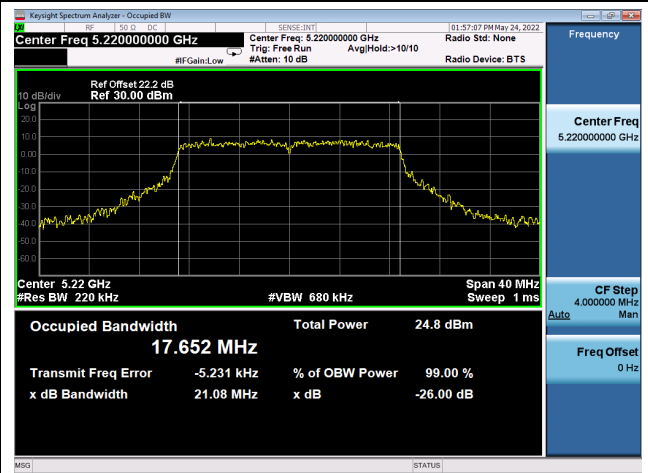 Keysight Spectrum Analyzer - Occupied BW
RF 50 Ω DC SENSE:INT 01:57:07 PM May 24, 2022
Center Freq 5.220000000 GHz Center Freq: 5.220000000 GHz Radio Std: None Frequency
Trig: Free Run Avg|Hold:>10/10
#IFGain:Low #Atten: 10 dB Radio Device: BTS
Ref Offset 22.2 dB
10 dB/div Ref 30.00 dBm
Log
20.0
10.0
0.00
-10.0
-20.0
-30.0
-40.0
-50.0
-60.0
Center 5.22 GHz Span 40 MHz
#Res BW 220 kHz #VBW 680 kHz Sweep 1 ms
Occupied Bandwidth Total Power 24.8 dBm
17.652 MHz
Transmit Freq Error -5.231 kHz % of OBW Power 99.00 %
x dB Bandwidth 21.08 MHz x dB -26.00 dB
Center Freq
5.220000000 GHz
CF Step
4.000000 MHz
Auto Man
Freq Offset
0 Hz
MSG STATUS